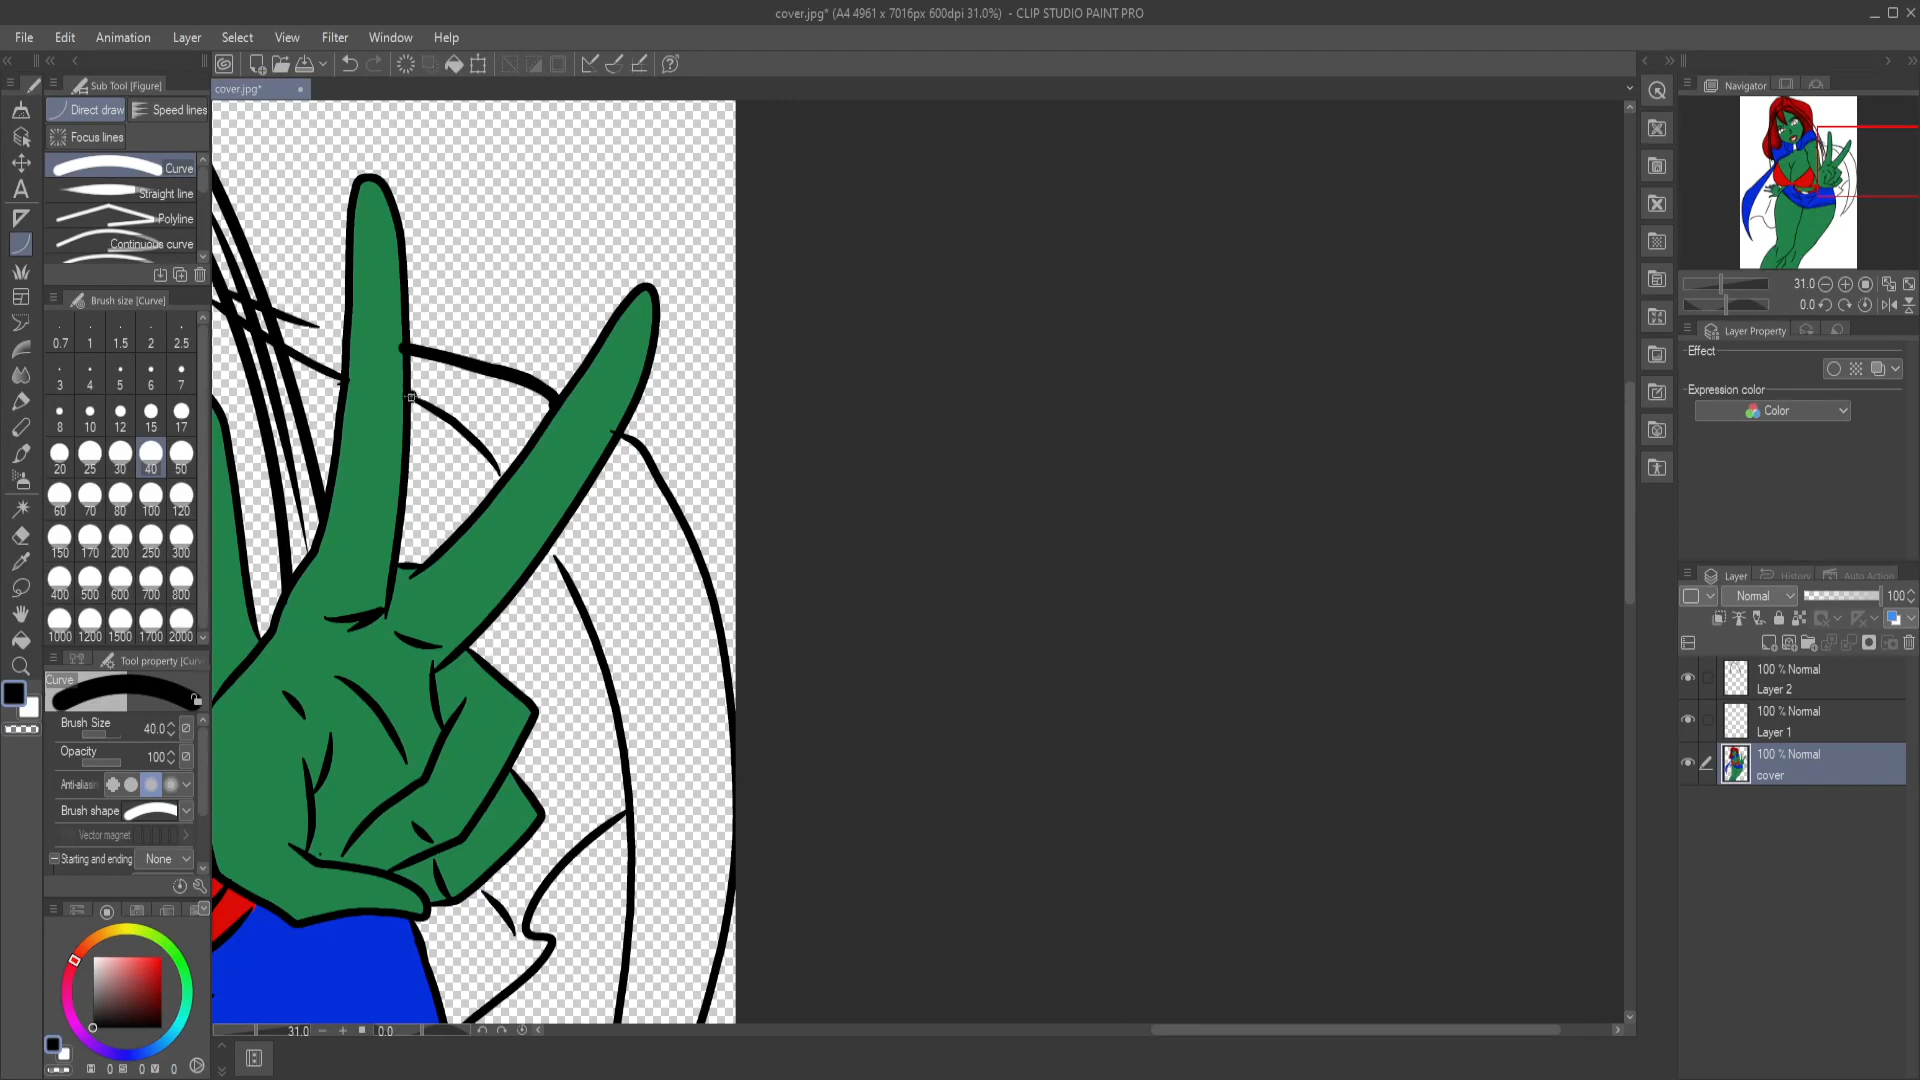 cover.jpg* (A4 4961 x 7016px 600dpi 31.0%) - CLIP STUDIO PAINT PRO
File Edit Animation Layer Select View Filter Window Help
Sub Tool [Figure]
cover.jpg*
Navigator
Direct draw Speed lines
Focus lines
Curve
Straight line
Polyline
Continuous curve
31.0
0.0
Brush size [Curve]
0.7 1 1.5 2 2.5
3 4 5 6 7
8 10 12 15 17
20 25 30 40 50
60 70 80 100 120
150 170 200 250 300
400 500 600 700 800
1000 1200 1500 1700 2000
Layer Property
Effect
Expression color
Color
Layer History Auto Action
Normal 100
100 % Normal
Layer 2
100 % Normal
Layer 1
100 % Normal
cover
Tool property [Curv
Curve
Brush Size 40.0
Opacity 100
Anti-aliasin
Brush shape
Vector magnet
Starting and ending None
31.0 0.0
0 0 0